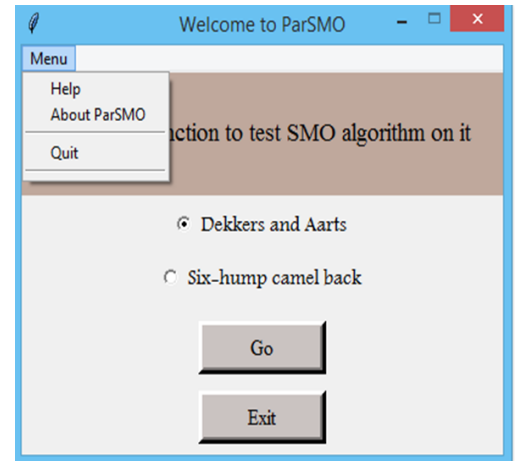 Welcome to ParSMO
Menu
Help
About ParSMO
Quit
to test SMO algorithm on it
Dekkers and Aarts
Six-hump camel back
Go
Exit